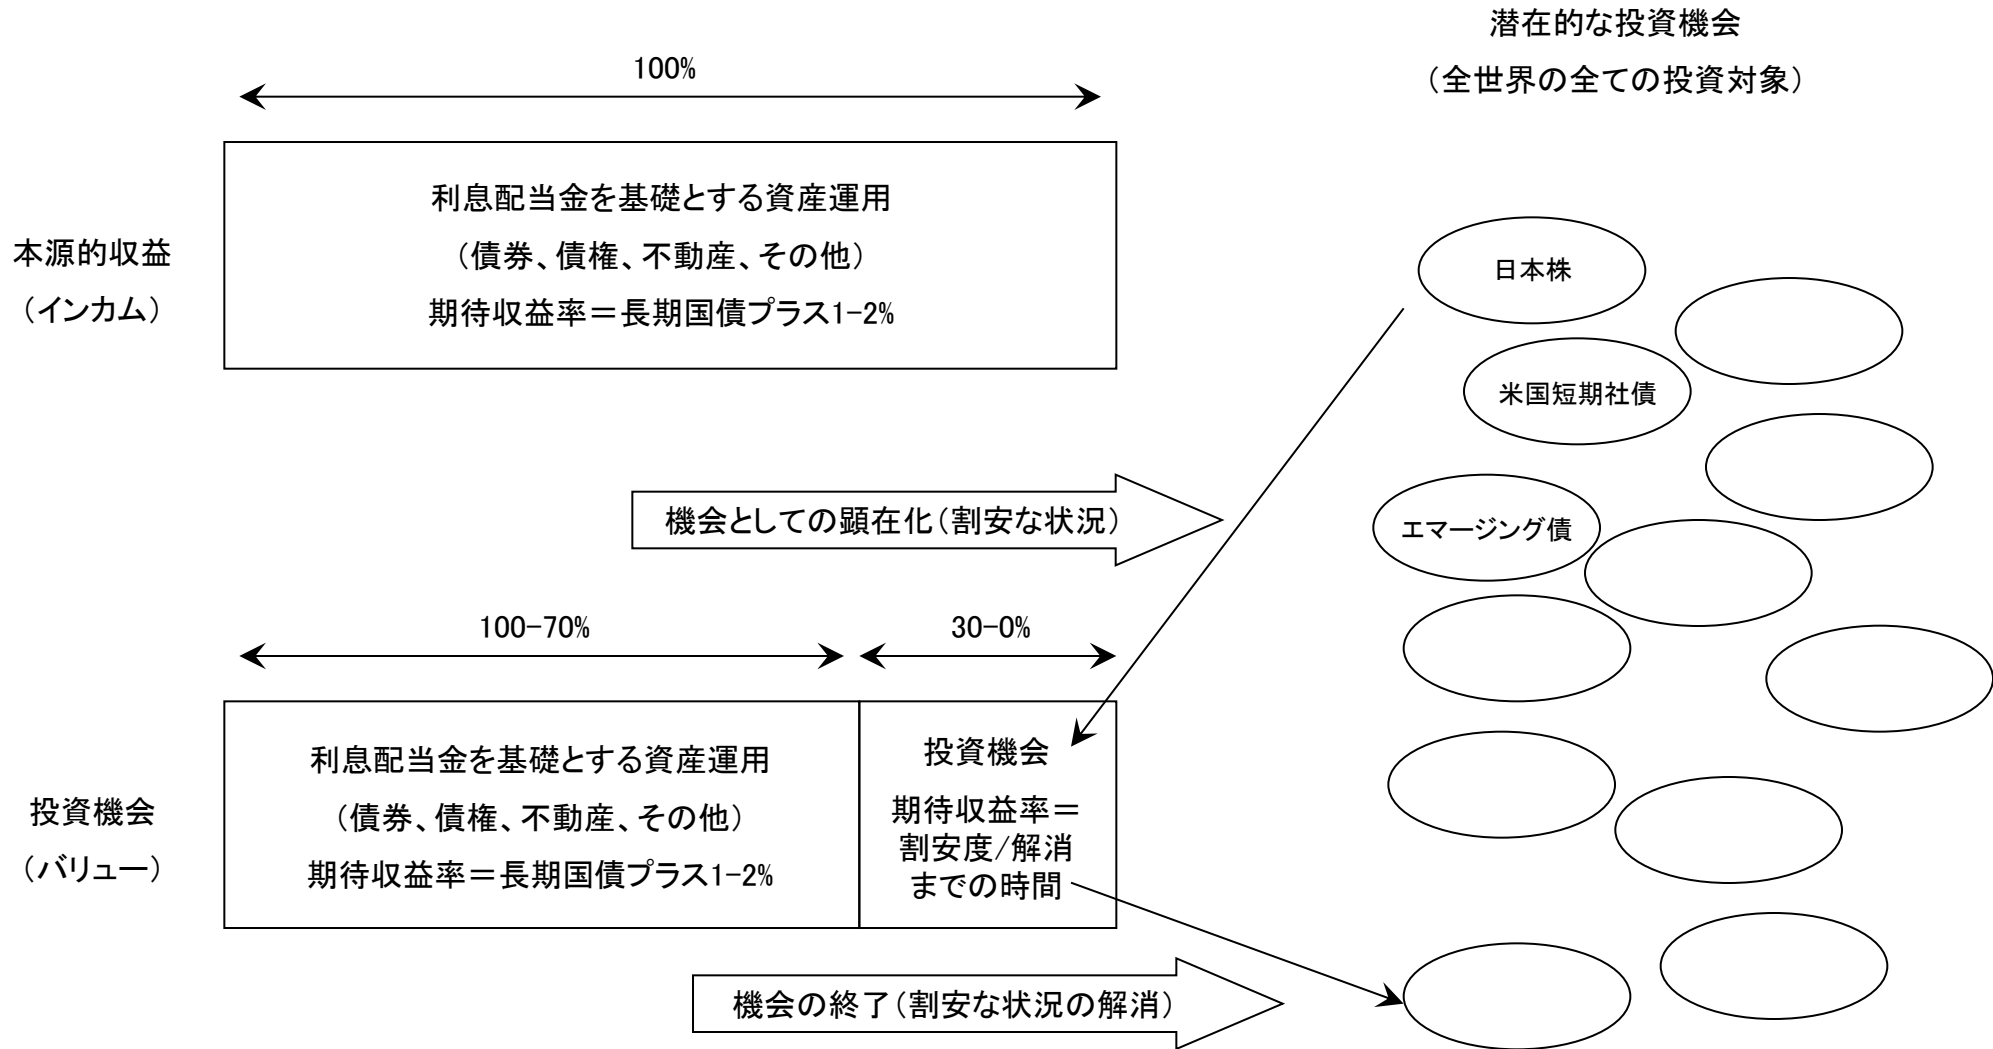 潜在的な投資機会
（全世界の全ての投資対象）
100%
利息配当金を基礎とする資産運用
（債券、債権、不動産、その他）
期待収益率＝長期国債プラス1-2%
本源的収益
（インカム）
日本株
米国短期社債
エマージング債
機会としての顕在化（割安な状況）
100-70%
30-0%
投資機会
（バリュー）
利息配当金を基礎とする資産運用
（債券、債権、不動産、その他）
期待収益率＝長期国債プラス1-2%
投資機会
期待収益率＝
割安度/解消
までの時間
機会の終了（割安な状況の解消）